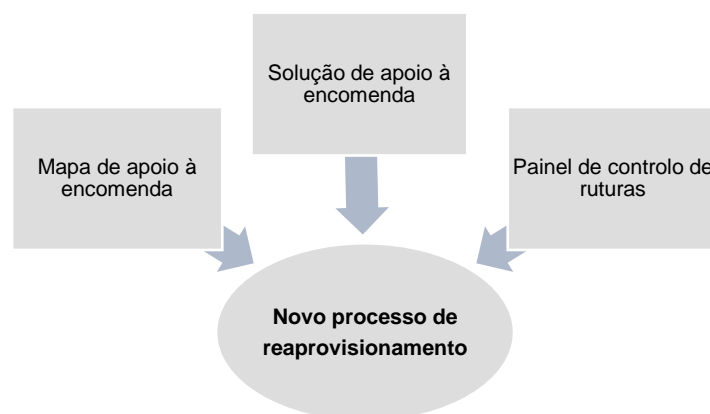 Solução de apoio à
encomenda
Mapa de apoio à
encomenda
Painel de controlo de
ruturas
Novo processo de
reaprovisionamento